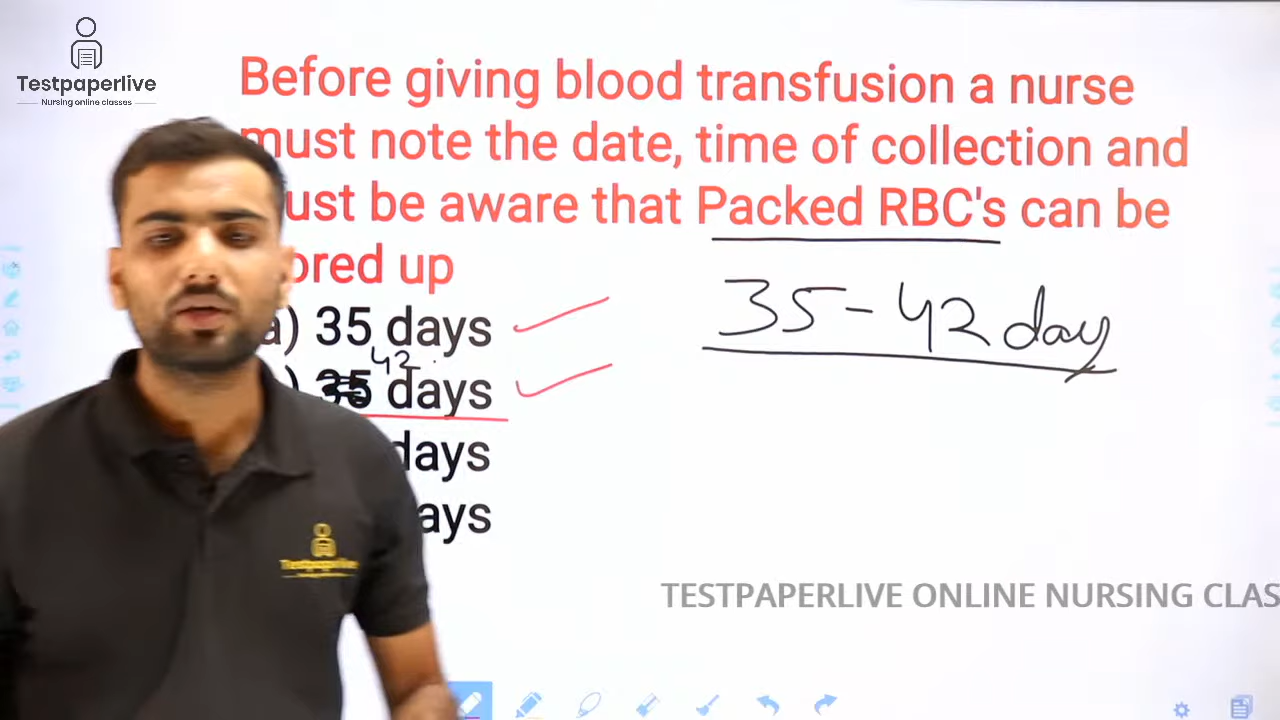 Testpaperlive
Nursing online classes
Before giving blood transfusion a nurse
must note the date, time of collection and
ust be aware that Packed RBC's can be
ored up
35-42 day
a) 35 days
42
) 35 days
days
ays
Testpaperlive
TESTPAPERLIVE ONLINE NURSING CLAS